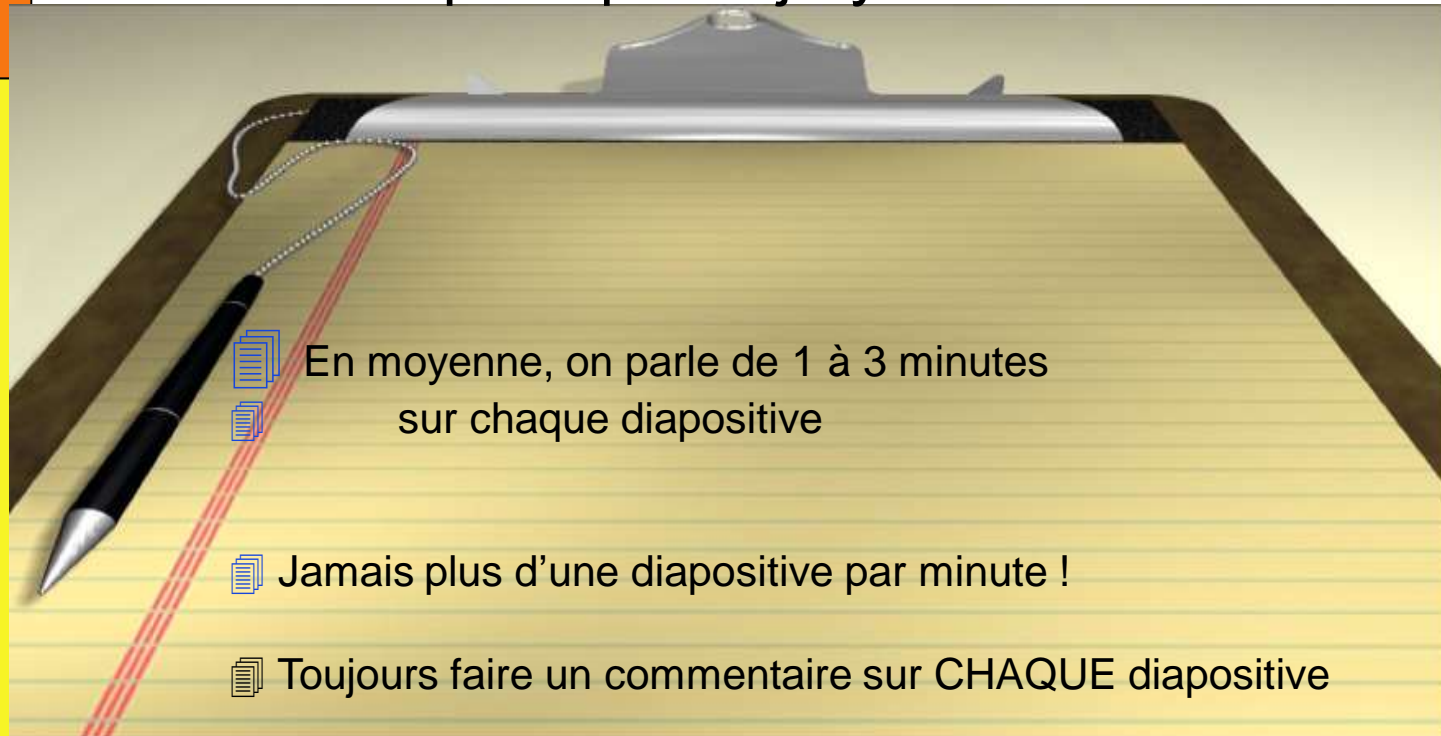 En moyenne, on parle de 1 à 3 minutes
sur chaque diapositive
Jamais plus d’une diapositive par minute !
Toujours faire un commentaire sur CHAQUE diapositive